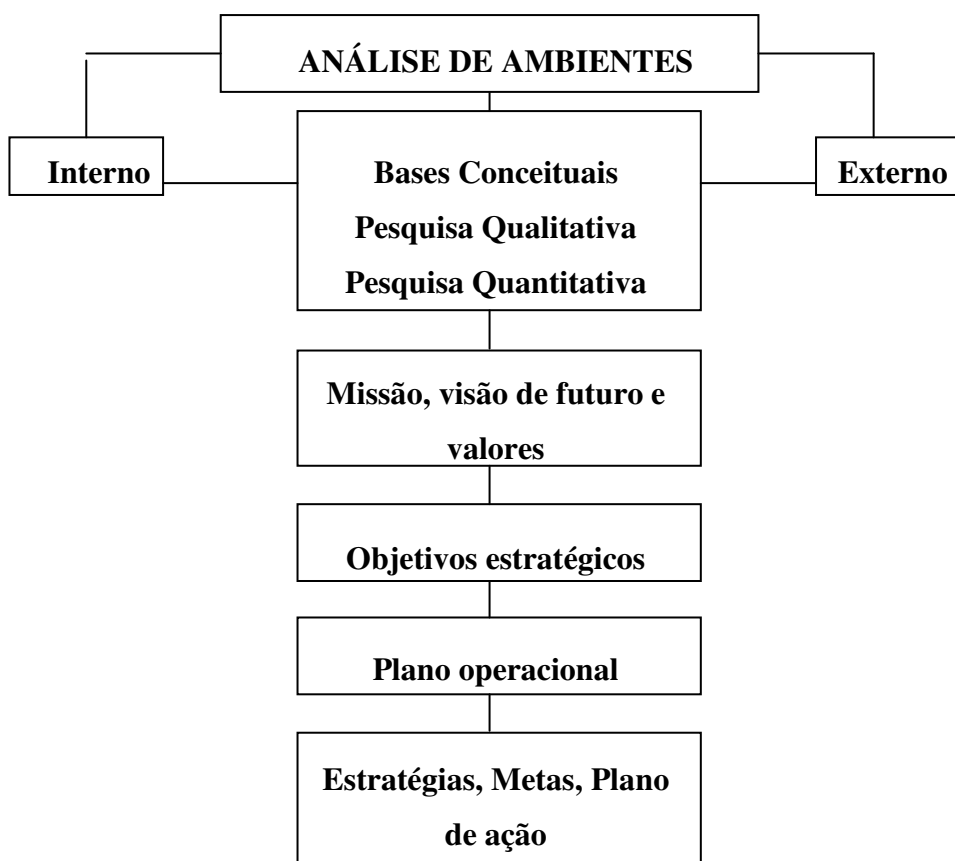 ANÁLISE DE AMBIENTES
Interno
Bases Conceituais
Pesquisa Qualitativa
Pesquisa Quantitativa
Externo
Missão, visão de futuro e
valores
Objetivos estratégicos
Plano operacional
Estratégias, Metas, Plano
de ação